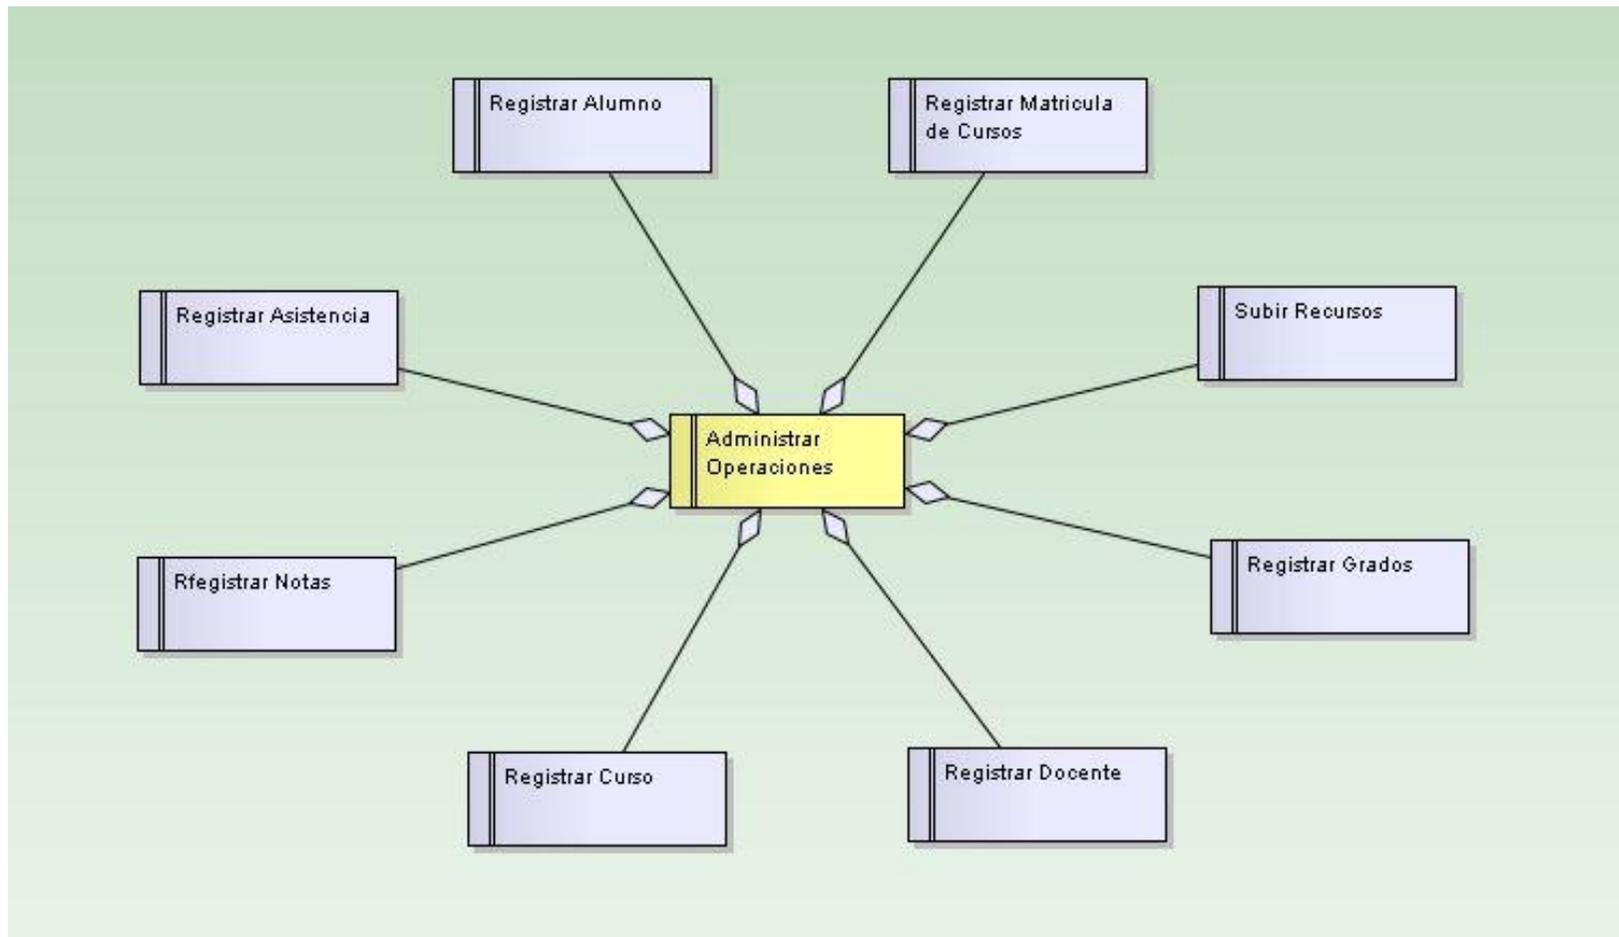 Registrar Alumno
Registrar Matricula
de Cursos
Registrar Asistencia
Subir Recursos
Administrar
Operaciones
Rfegistrar Notas
Registrar Grados
Registrar Curso
Registrar Docente